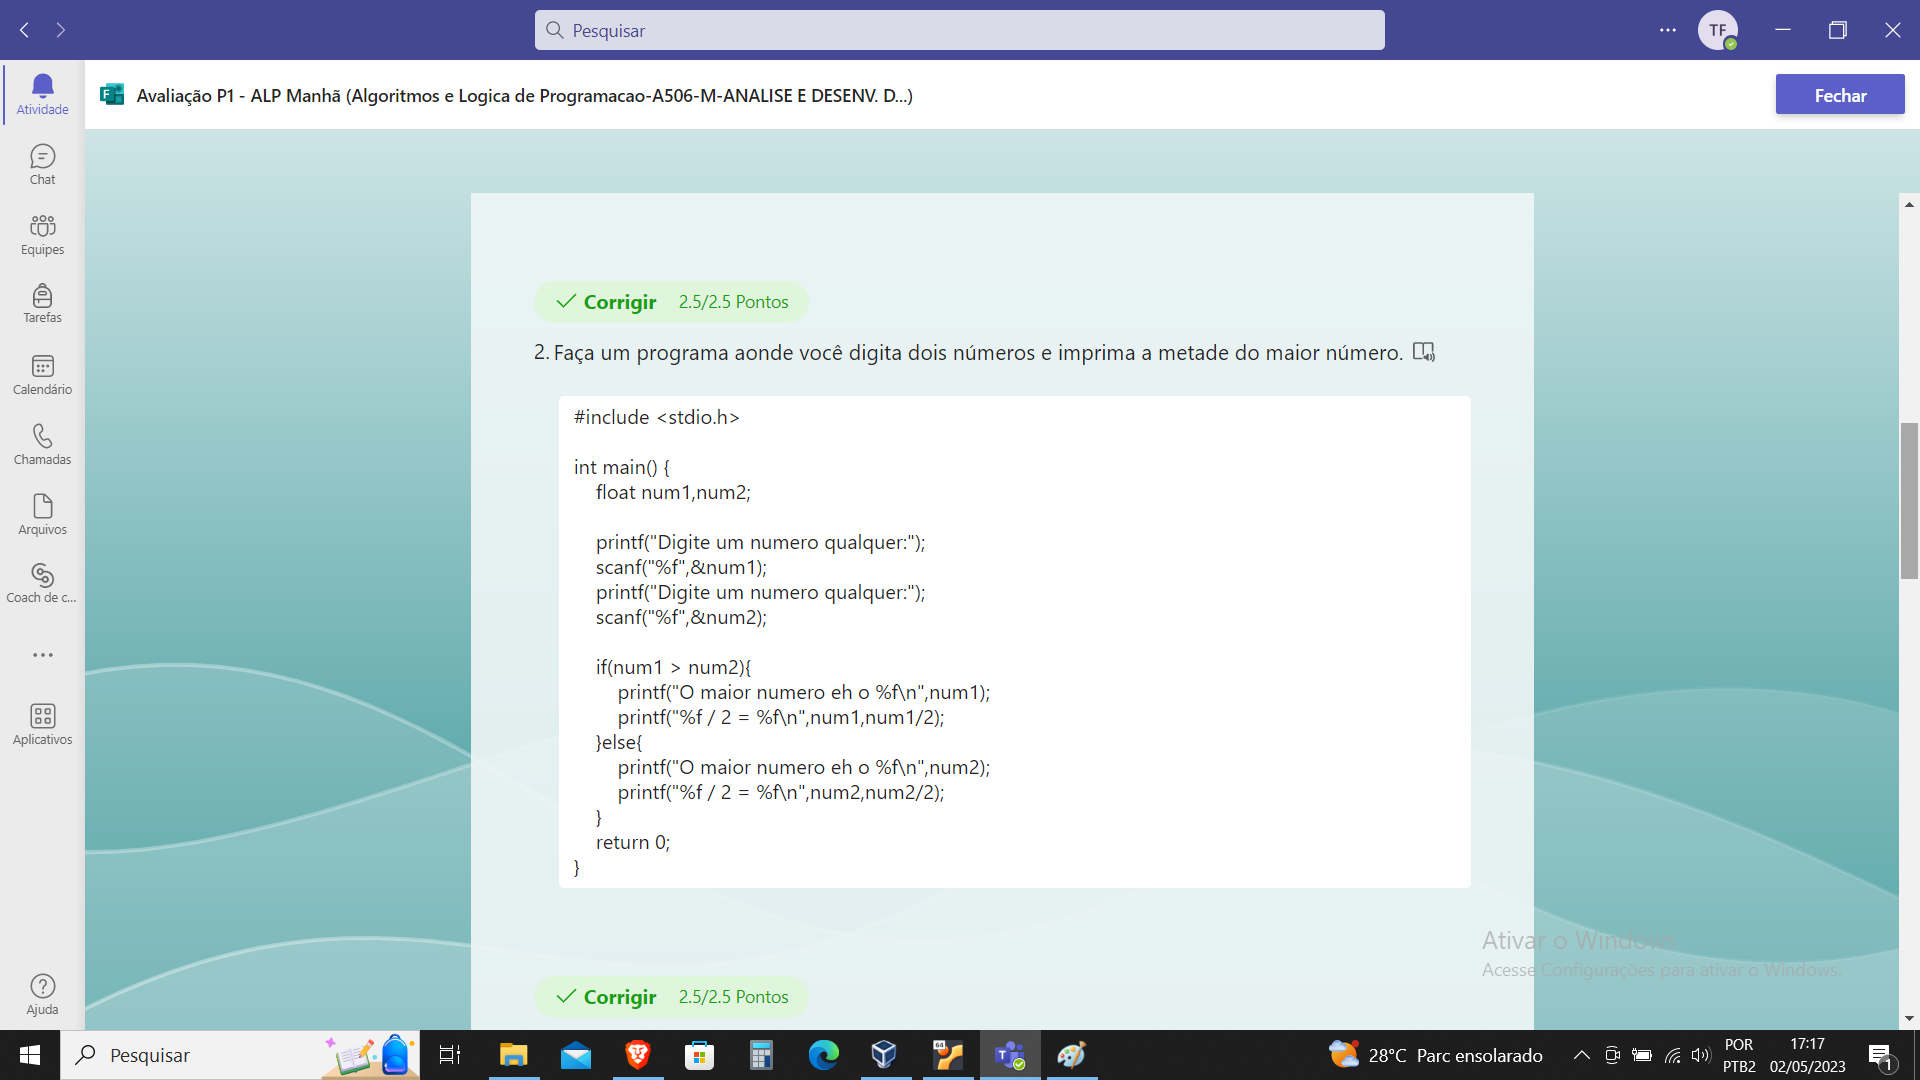 Pesquisar
TF
Avaliação P1 - ALP Manhã (Algoritmos e Logica de Programacao-A506-M-ANALISE E DESENV. D...)
Fechar
Atividade
Chat
Equipes
Tarefas
Calendário
Chamadas
Arquivos
Coach de c...
Aplicativos
Ajuda
Corrigir 2.5/2.5 Pontos
2. Faça um programa aonde você digita dois números e imprima a metade do maior número.
#include <stdio.h>
int main() {
float num1,num2;
printf("Digite um numero qualquer:");
scanf("%f",&num1);
printf("Digite um numero qualquer:");
scanf("%f",&num2);
if(num1 > num2){
printf("O maior numero eh o %f\n",num1);
printf("%f / 2 = %f\n",num1,num1/2);
}else{
printf("O maior numero eh o %f\n",num2);
printf("%f / 2 = %f\n",num2,num2/2);
}
return 0;
}
Corrigir 2.5/2.5 Pontos
Ativar o Windows
Acesse Configurações para ativar o Windows.
Pesquisar
64
T
28°C Parc ensolarado
POR
PTB2
17:17
02/05/2023
1